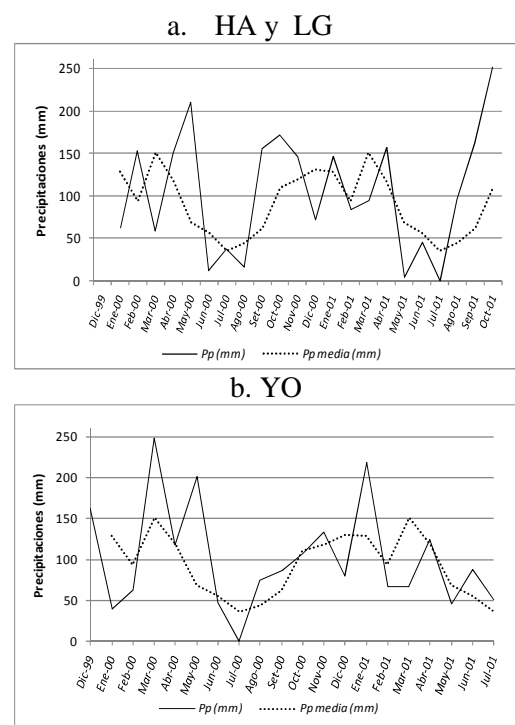 a. HA y LG
Precipitaciones (mm)
250
200
150
100
50
0
Dic-99
Ene-00
Feb-00
Mar-00
Abr-00
May-00
Jun-00
Jul-00
Ago-00
Set-00
Oct-00
Nov-00
Dic-00
Ene-01
Feb-01
Mar-01
Abr-01
May-01
Jun-01
Jul-01
Ago-01
Sep-01
Oct-01
Pp (mm)
Pp media (mm)
b. YO
Precipitaciones (mm)
250
200
150
100
50
0
Dic-99
Ene-00
Feb-00
Mar-00
Abr-00
May-00
Jun-00
Jul-00
Ago-00
Set-00
Oct-00
Nov-00
Dic-00
Ene-01
Feb-01
Mar-01
Abr-01
May-01
Jun-01
Jul-01
Pp (mm)
Pp media (mm)